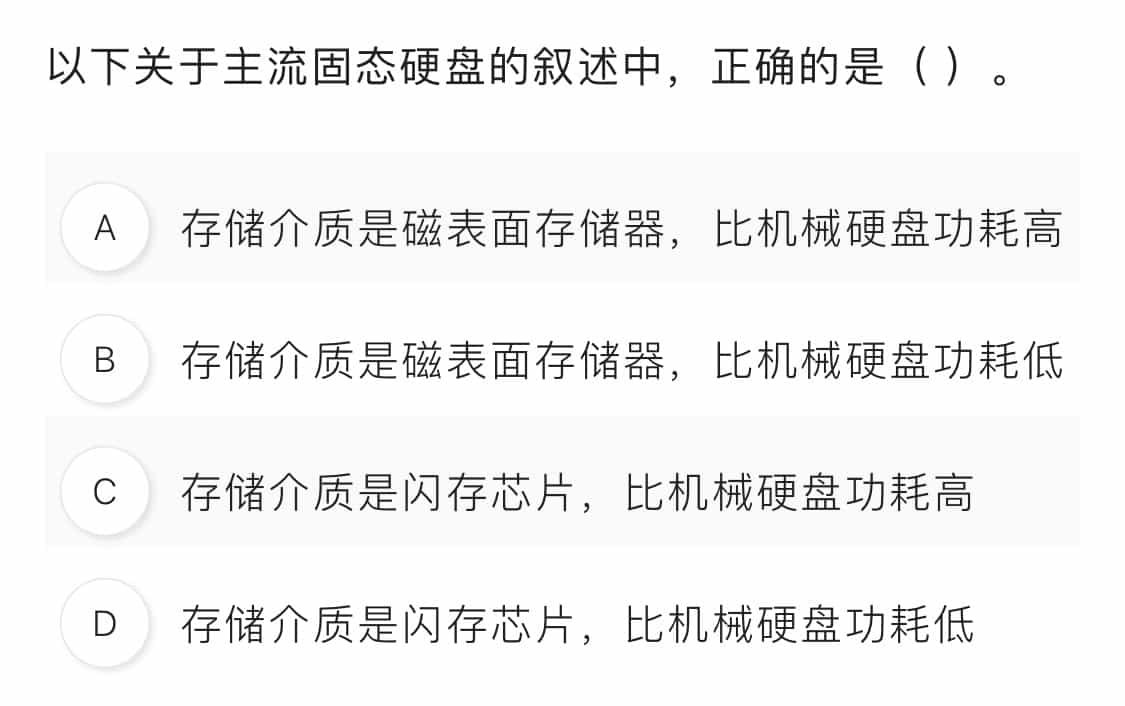 以下关于主流固态硬盘的叙述中，正确的是（ ）。
A 存储介质是磁表面存储器，比机械硬盘功耗高
B 存储介质是磁表面存储器，比机械硬盘功耗低
C 存储介质是闪存芯片，比机械硬盘功耗高
D 存储介质是闪存芯片，比机械硬盘功耗低